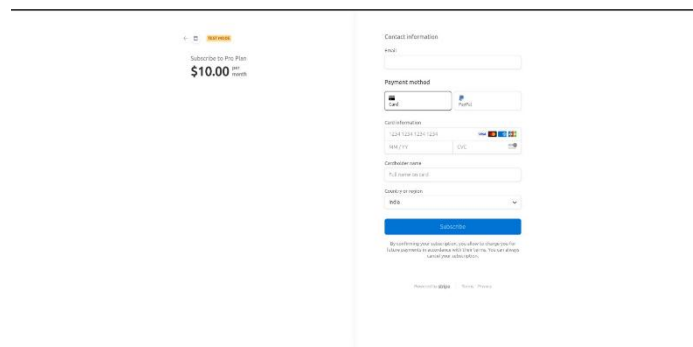 TEST MODE
Subscribe to Pro Plan
$10.00 per month
Contact information
Email
Payment method
Card
PayPal
Card information
1234 1234 1234 1234
VISA
MM / YY
CVC
Cardholder name
Full name on card
Country or region
India
Subscribe
By confirming your subscription, you allow to charge you for
future payments in accordance with their terms. You can always
cancel your subscription.
Powered by stripe
Terms Privacy